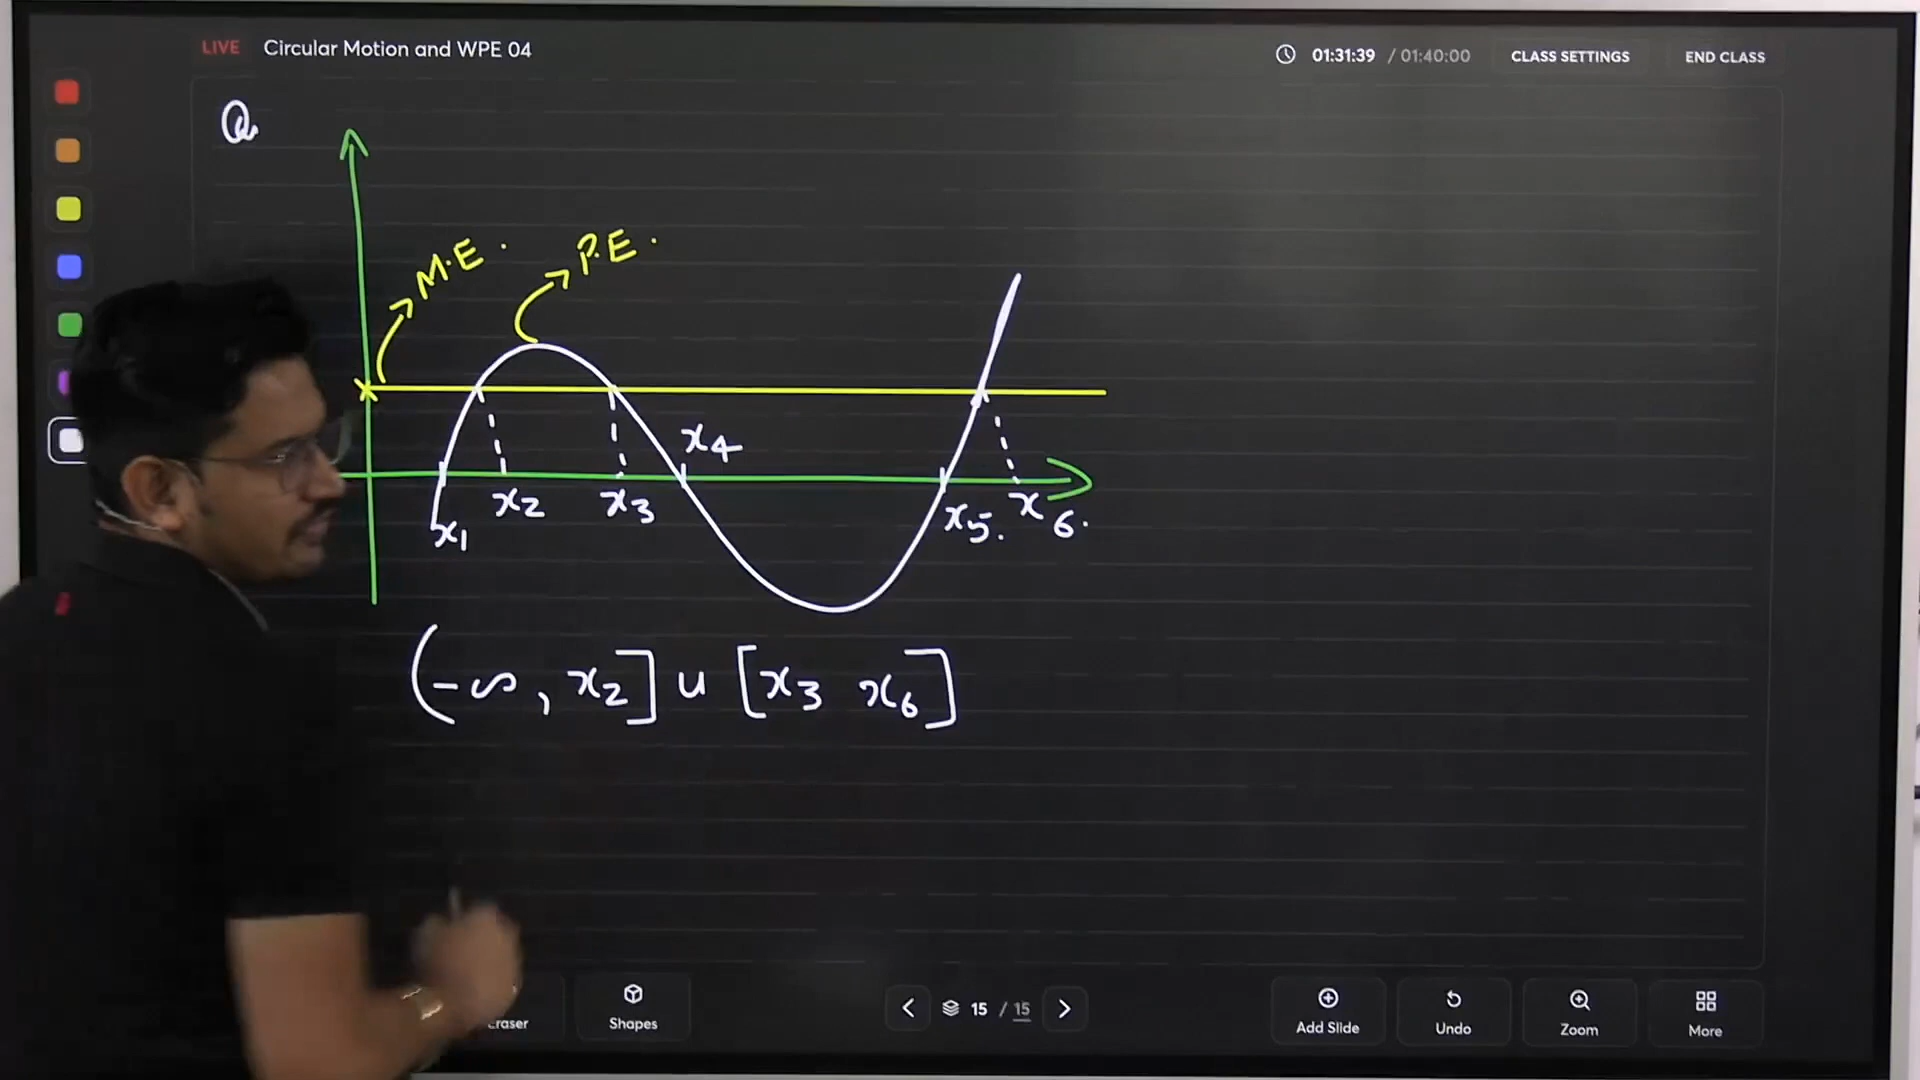 LIVE Circular Motion and WPE 04
01:31:39 / 01:40:00 CLASS SETTINGS END CLASS
Q
M.E.
P.E.
x4
x1 x2 x3 x5. x6.
(-∞, x2] ∪ [x3 x6]
Eraser
Shapes
15 / 15
Add Slide
Undo
Zoom
More